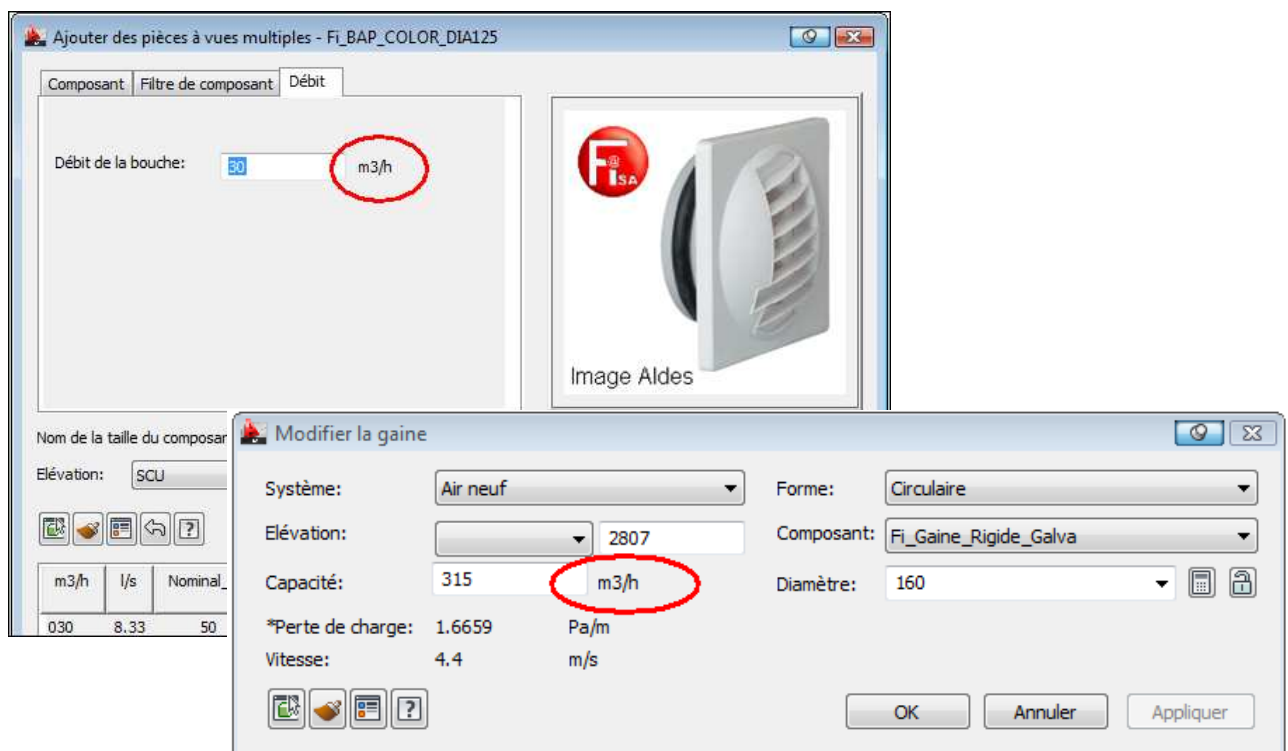 Ajouter des pièces à vues multiples - Fi_BAP_COLOR_DIA125
Composant Filtre de composant Débit
Débit de la bouche: 30 m3/h
Fi@
SA
Image Aldes
Nom de la taille du composan
Elévation: SCU
m3/h l/s Nominal_
030 8.33 50
Modifier la gaine
Système: Air neuf Forme: Circulaire
Elévation: 2807 Composant: Fi_Gaine_Rigide_Galva
Capacité: 315 m3/h Diamètre: 160
*Perte de charge: 1.6659 Pa/m
Vitesse: 4.4 m/s
OK Annuler Appliquer